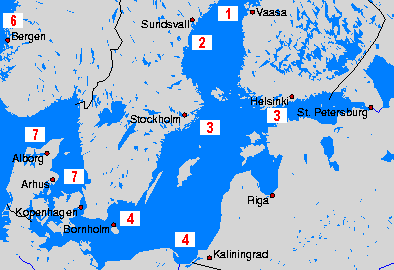 1
Vaasa
6
Sundsvall
Bergen
2
Helsinki
St. Petersburg
Stockholm
3
3
7
Alborg
Arhus
7
Riga
Kopenhagen
4
Bornholm
4
Kaliningrad